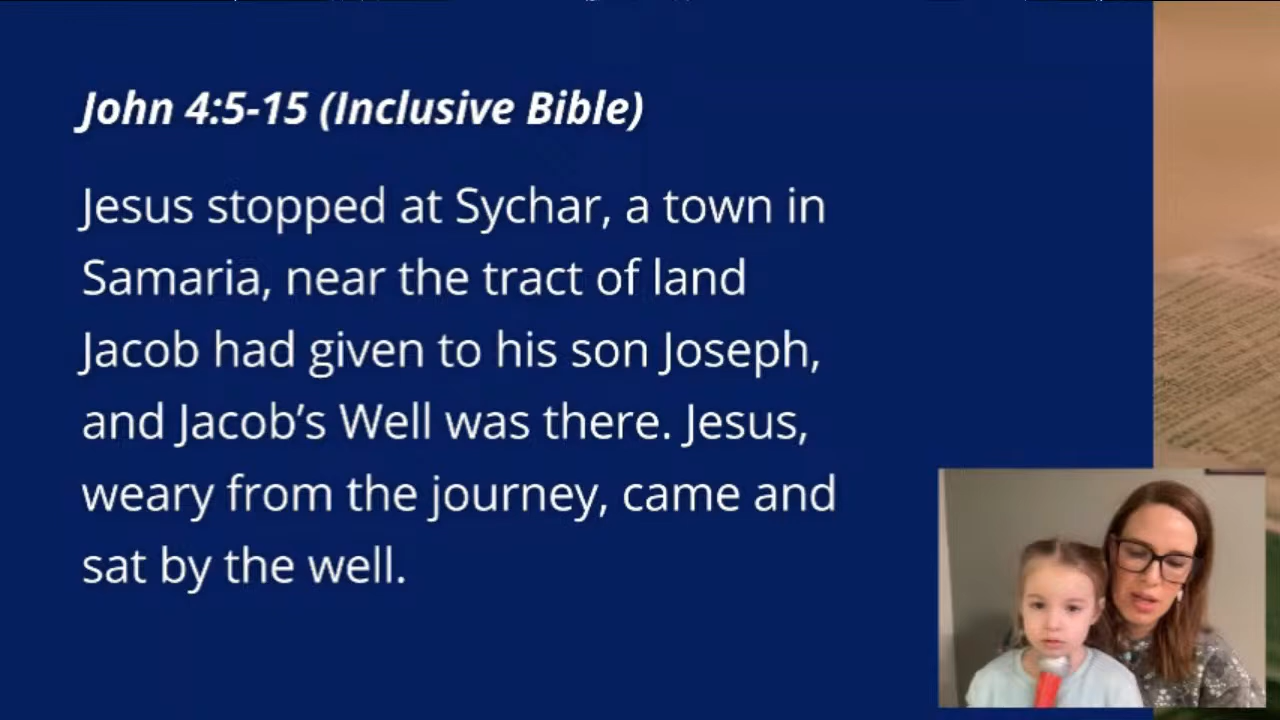 John 4:5-15 (Inclusive Bible)
Jesus stopped at Sychar, a town in
Samaria, near the tract of land
Jacob had given to his son Joseph,
and Jacob’s Well was there. Jesus,
weary from the journey, came and
sat by the well.